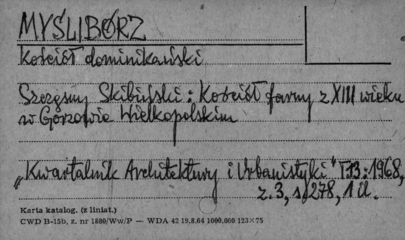 MYŚLIBÓRZ
Kościół dominikański
Szczęsny Skibiński: Kościół farny z XIII wieku
w Gorzowie Wielkopolskim
„Kwartalnik Architektury i Urbanistyki" T.13:1968,
z.3, s.278, 1 il.
Karta katalog. (z liniat.)
CWD B-15b, z. nr 1880/Ww/P — WDA 42 19.8.64 1000.000 123×75